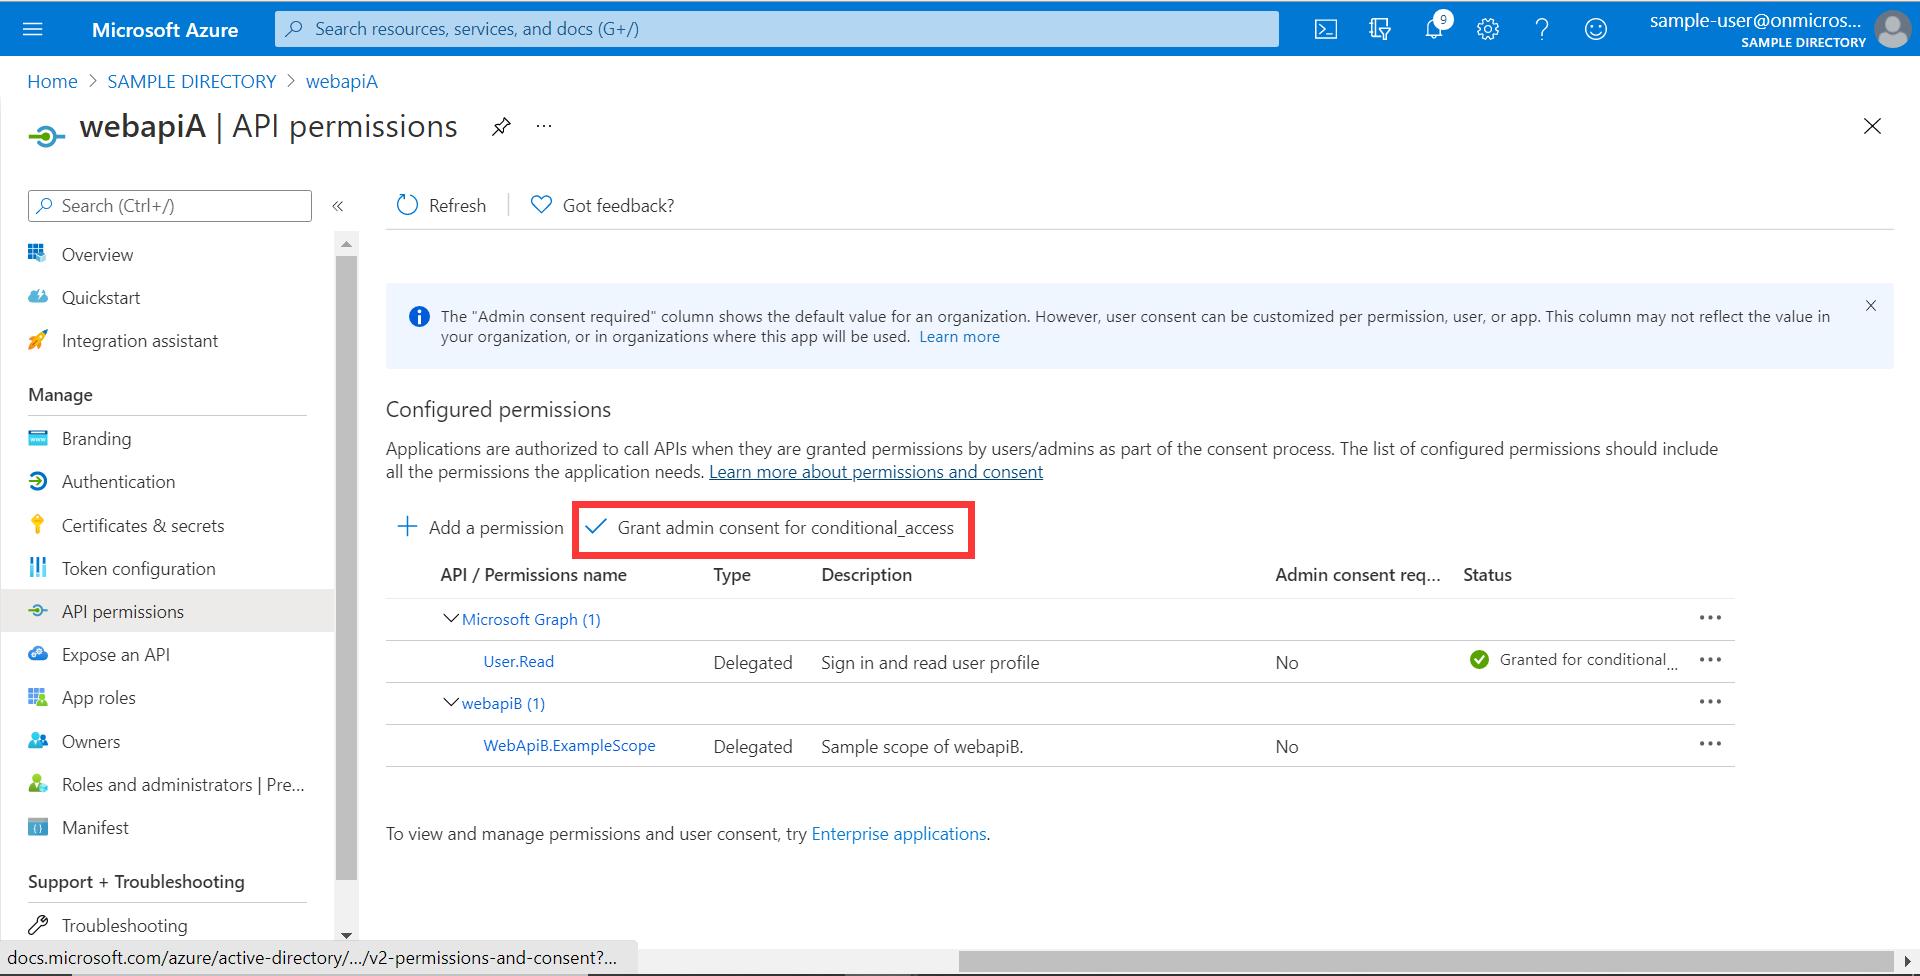 Microsoft Azure
Search resources, services, and docs (G+/)
9
sample-user@onmicros...
SAMPLE DIRECTORY
Home > SAMPLE DIRECTORY > webapiA
webapiA | API permissions
Search (Ctrl+/)
Refresh
Got feedback?
Overview
Quickstart
Integration assistant
Manage
Branding
Authentication
Certificates & secrets
Token configuration
API permissions
Expose an API
App roles
Owners
Roles and administrators | Pre...
Manifest
Support + Troubleshooting
Troubleshooting
The "Admin consent required" column shows the default value for an organization. However, user consent can be customized per permission, user, or app. This column may not reflect the value in
your organization, or in organizations where this app will be used. Learn more
Configured permissions
Applications are authorized to call APIs when they are granted permissions by users/admins as part of the consent process. The list of configured permissions should include
all the permissions the application needs. Learn more about permissions and consent
Add a permission
Grant admin consent for conditional_access
API / Permissions name Type Description Admin consent req... Status
Microsoft Graph (1)
User.Read Delegated Sign in and read user profile No Granted for conditional_...
webapiB (1)
WebApiB.ExampleScope Delegated Sample scope of webapiB. No
To view and manage permissions and user consent, try Enterprise applications.
docs.microsoft.com/azure/active-directory/.../v2-permissions-and-consent?...